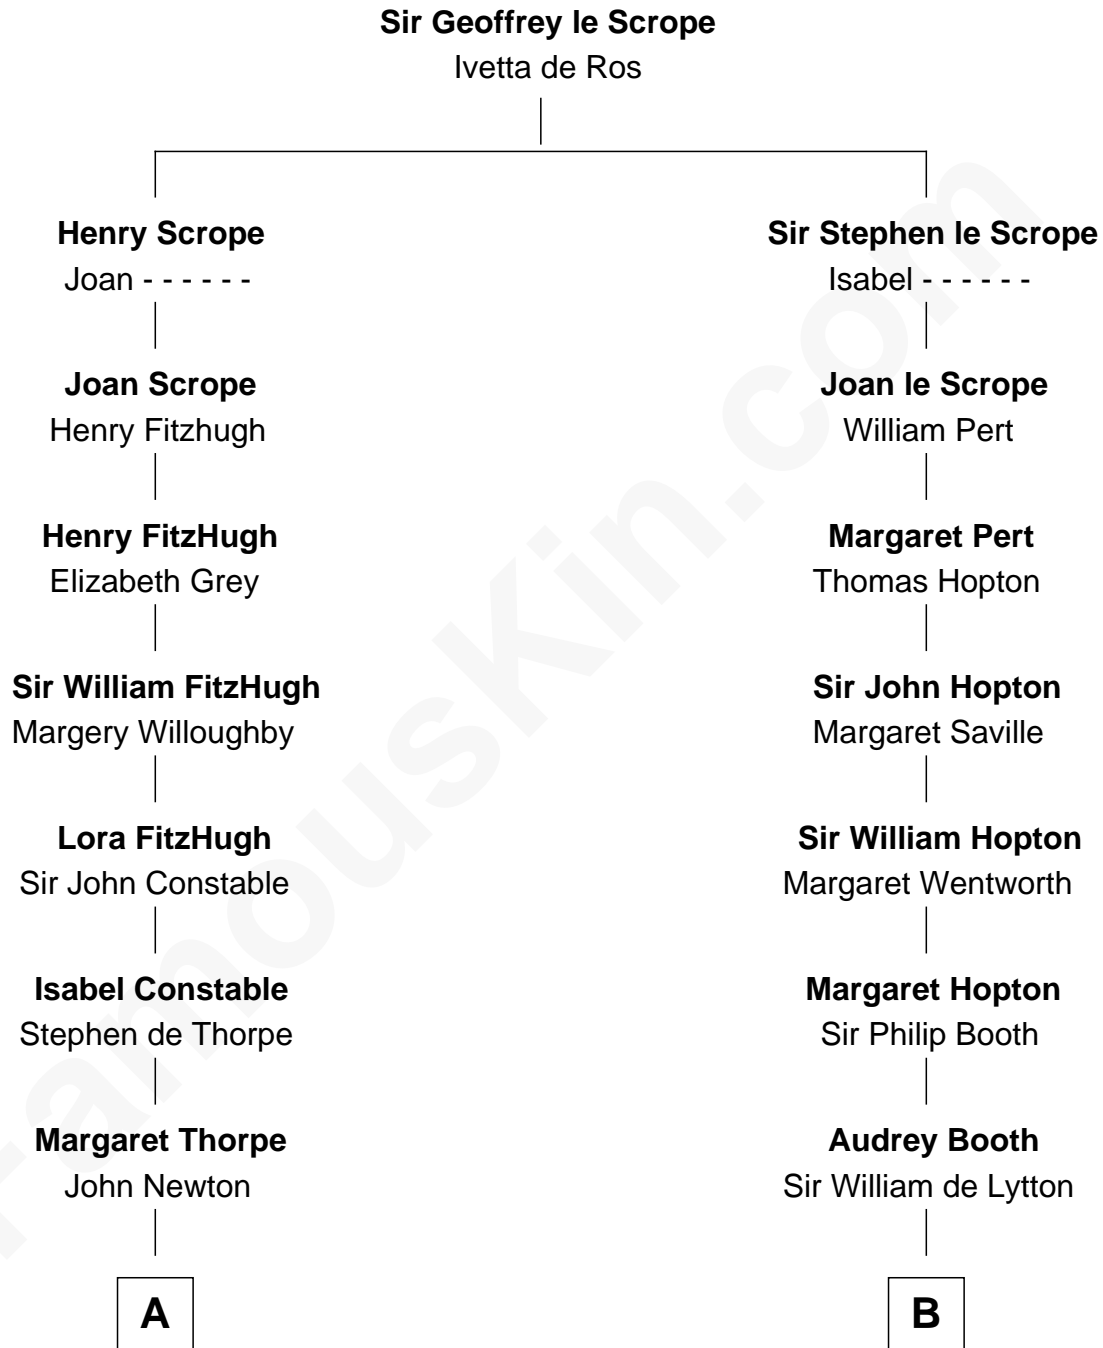 Sir Geoffrey le Scrope
Ivetta de Ros
Henry Scrope
Joan - - - - - -
Joan Scrope
Henry Fitzhugh
Henry FitzHugh
Elizabeth Grey
Sir William FitzHugh
Margery Willoughby
Lora FitzHugh
Sir John Constable
Isabel Constable
Stephen de Thorpe
Margaret Thorpe
John Newton
A
Sir Stephen le Scrope
Isabel - - - - - -
Joan le Scrope
William Pert
Margaret Pert
Thomas Hopton
Sir John Hopton
Margaret Saville
Sir William Hopton
Margaret Wentworth
Margaret Hopton
Sir Philip Booth
Audrey Booth
Sir William de Lytton
B
FamousKin.com